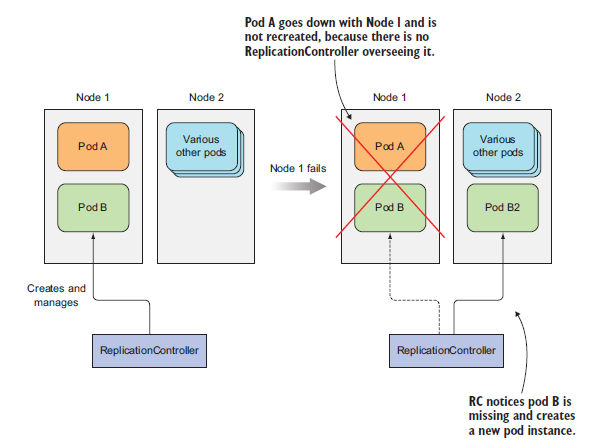 Pod A goes down with Node 1 and is
not recreated, because there is no
ReplicationController overseeing it.
Node 1
Node 2
Pod A
Various
other pods
Pod B
Creates and
manages
ReplicationController
Node 1 fails
Node 1
Node 2
Pod A
Various
other pods
Pod B
Pod B2
ReplicationController
RC notices pod B is
missing and creates
a new pod instance.